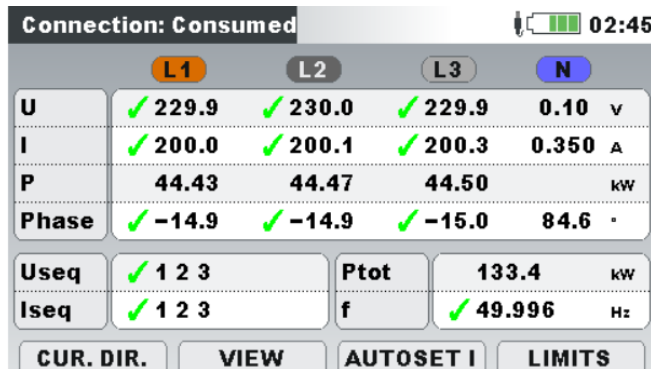 Connection: Consumed 02:45
L1 L2 L3 N
U ✓ 229.9 ✓ 230.0 ✓ 229.9 0.10 V
I ✓ 200.0 ✓ 200.1 ✓ 200.3 0.350 A
P 44.43 44.47 44.50 kW
Phase ✓ -14.9 ✓ -14.9 ✓ -15.0 84.6 °
Useq ✓ 1 2 3 Ptot 133.4 kW
Iseq ✓ 1 2 3 f ✓ 49.996 Hz
CUR. DIR. VIEW AUTOSET I LIMITS